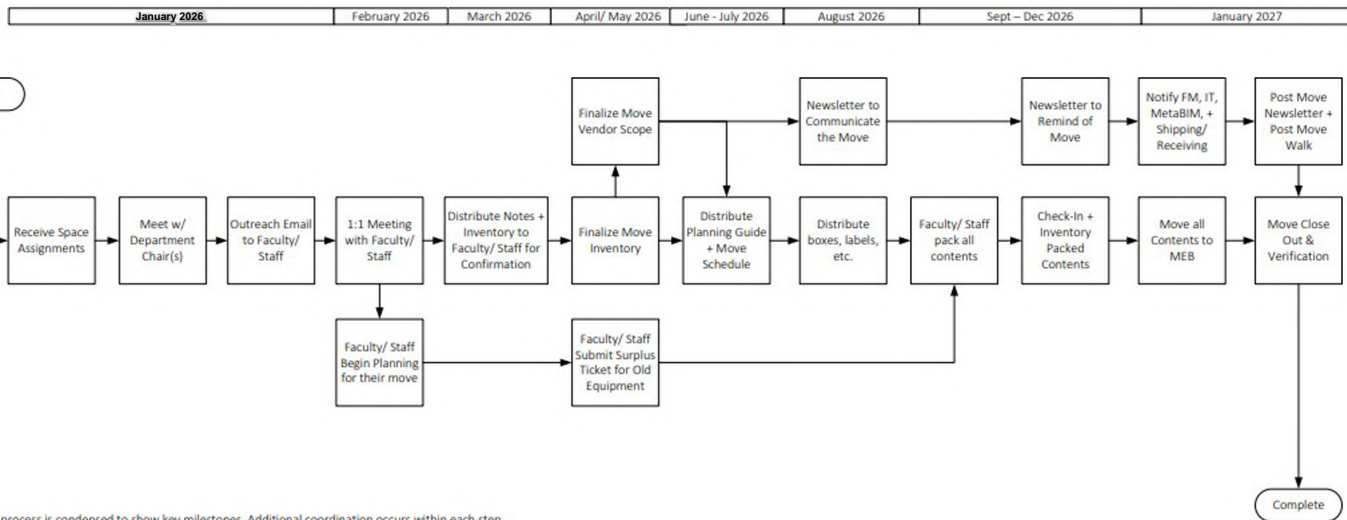 January 2026
February 2026
March 2026
April/ May 2026
June - July 2026
August 2026
Sept – Dec 2026
January 2027
Finalize Move
Vendor Scope
Newsletter to
Communicate
the Move
Newsletter to
Remind of
Move
Notify FM, IT,
MetaBIM, +
Shipping/
Receiving
Post Move
Newsletter +
Post Move
Walk
Receive Space
Assignments
Meet w/
Department
Chair(s)
Outreach Email
to Faculty/
Staff
1:1 Meeting
with Faculty/
Staff
Distribute Notes +
Inventory to
Faculty/ Staff for
Confirmation
Finalize Move
Inventory
Distribute
Planning Guide
+ Move
Schedule
Distribute
boxes, labels,
etc.
Faculty/ Staff
pack all
contents
Check-In +
Inventory
Packed
Contents
Move all
Contents to
MEB
Move Close
Out &
Verification
Faculty/ Staff
Begin Planning
for their move
Faculty/ Staff
Submit Surplus
Ticket for Old
Equipment
Complete
process is condensed to show key milestones. Additional coordination occurs within each step